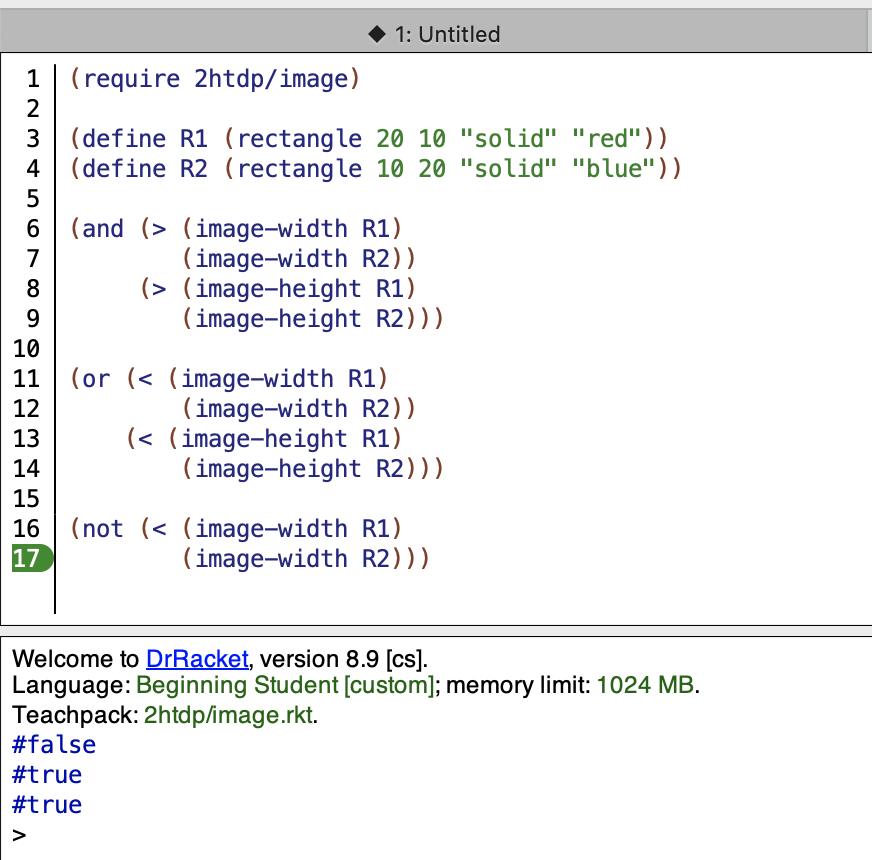 ◆ 1: Untitled
1 (require 2htdp/image)
2
3 (define R1 (rectangle 20 10 "solid" "red"))
4 (define R2 (rectangle 10 20 "solid" "blue"))
5
6 (and (> (image-width R1)
7         (image-width R2))
8      (> (image-height R1)
9         (image-height R2)))
10
11 (or (< (image-width R1)
12         (image-width R2))
13     (< (image-height R1)
14         (image-height R2)))
15
16 (not (< (image-width R1)
17         (image-width R2)))
Welcome to DrRacket, version 8.9 [cs].
Language: Beginning Student [custom]; memory limit: 1024 MB.
Teachpack: 2htdp/image.rkt.
#false
#true
#true
>